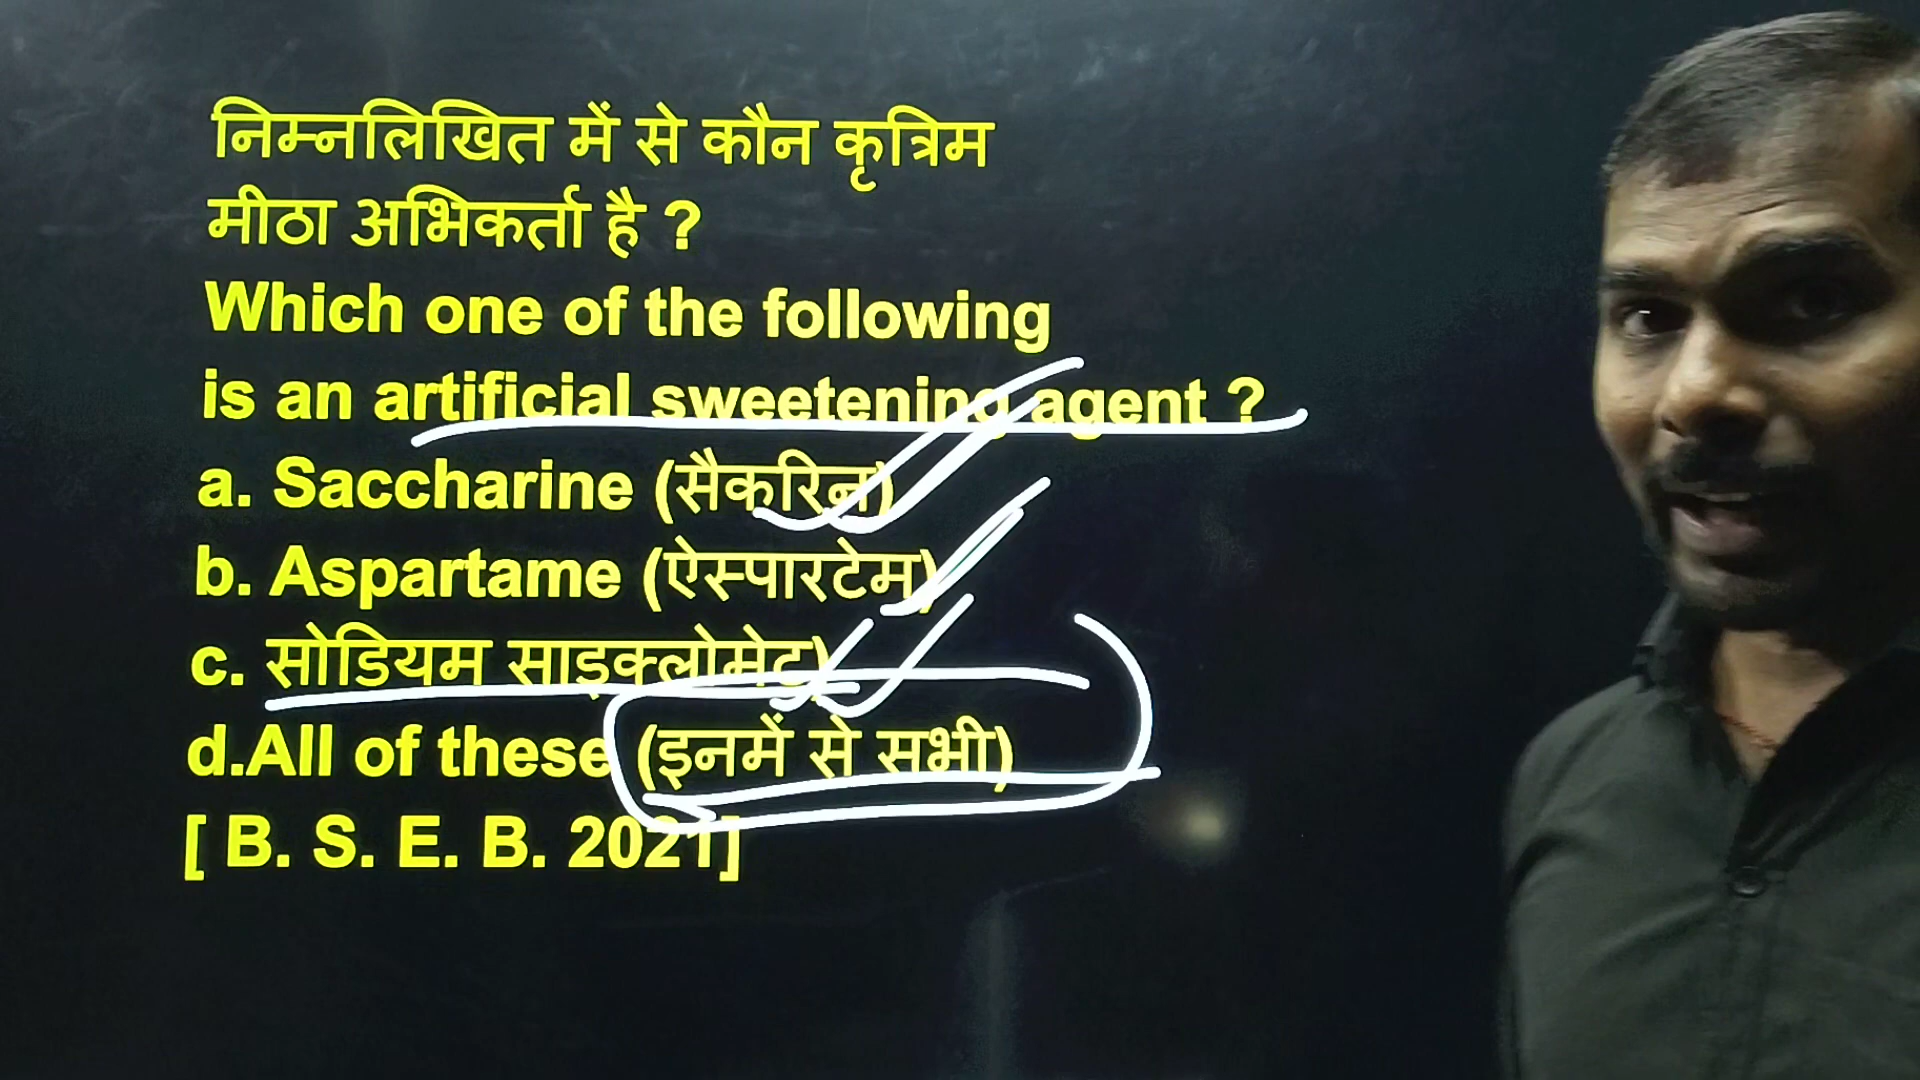 निम्नलिखित में से कौन कृत्रिम
मीठा अभिकर्ता है ?
Which one of the following
is an artificial sweetening agent ?
a. Saccharine (सैकरिन)
b. Aspartame (ऐस्पारटेम)
c. सोडियम साइक्लोमेट)
d.All of these (इनमें से सभी)
[ B. S. E. B. 2021]